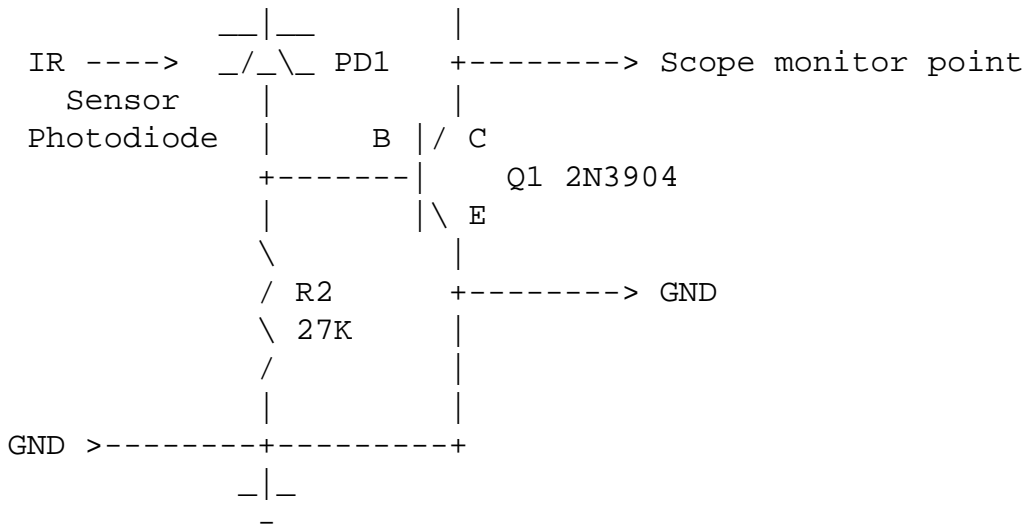 IR ----> _/_\_ PD1 +--------> Scope monitor point
Sensor
Photodiode B |/ C
+-------| Q1 2N3904
|\ E
/ R2 +--------> GND
\ 27K
GND >--------+---------+